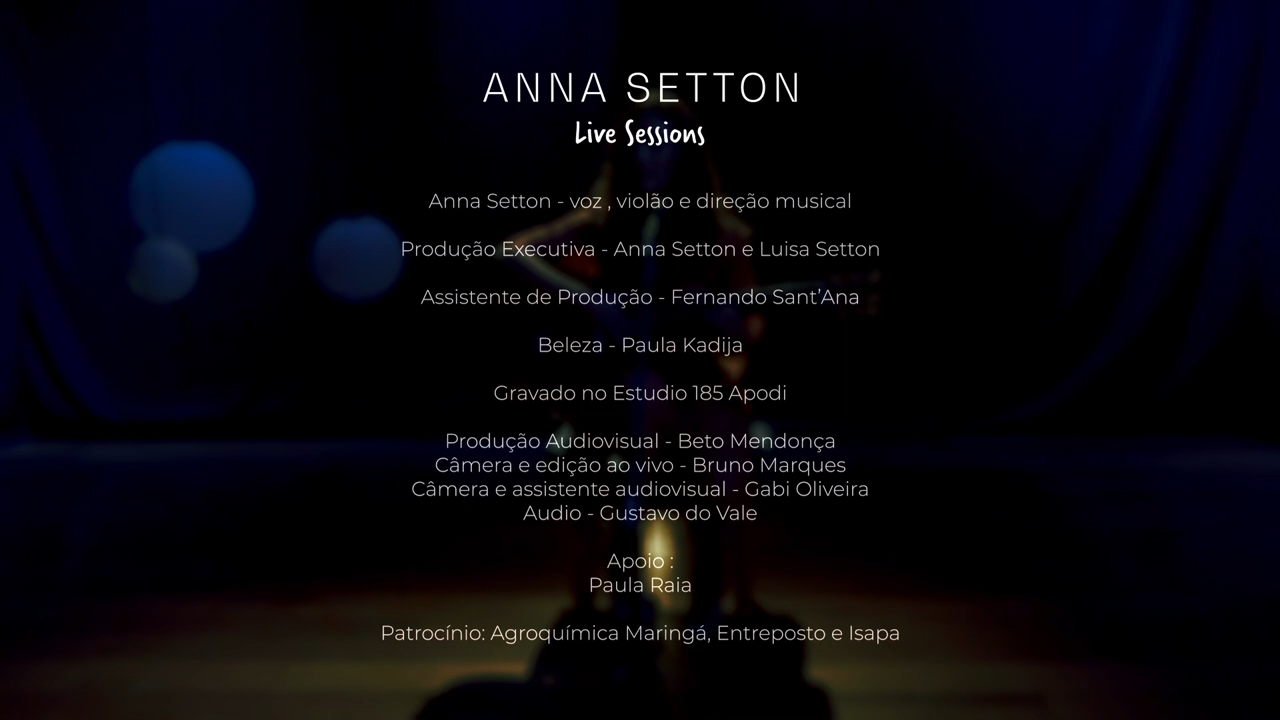 ANNA SETTON
Live Sessions
Anna Setton - voz , violão e direção musical
Produção Executiva - Anna Setton e Luisa Setton
Assistente de Produção - Fernando Sant’Ana
Beleza - Paula Kadija
Gravado no Estudio 185 Apodi
Produção Audiovisual - Beto Mendonça
Câmera e edição ao vivo - Bruno Marques
Câmera e assistente audiovisual - Gabi Oliveira
Audio - Gustavo do Vale
Apoio :
Paula Raia
Patrocínio: Agroquímica Maringá, Entreposto e Isapa